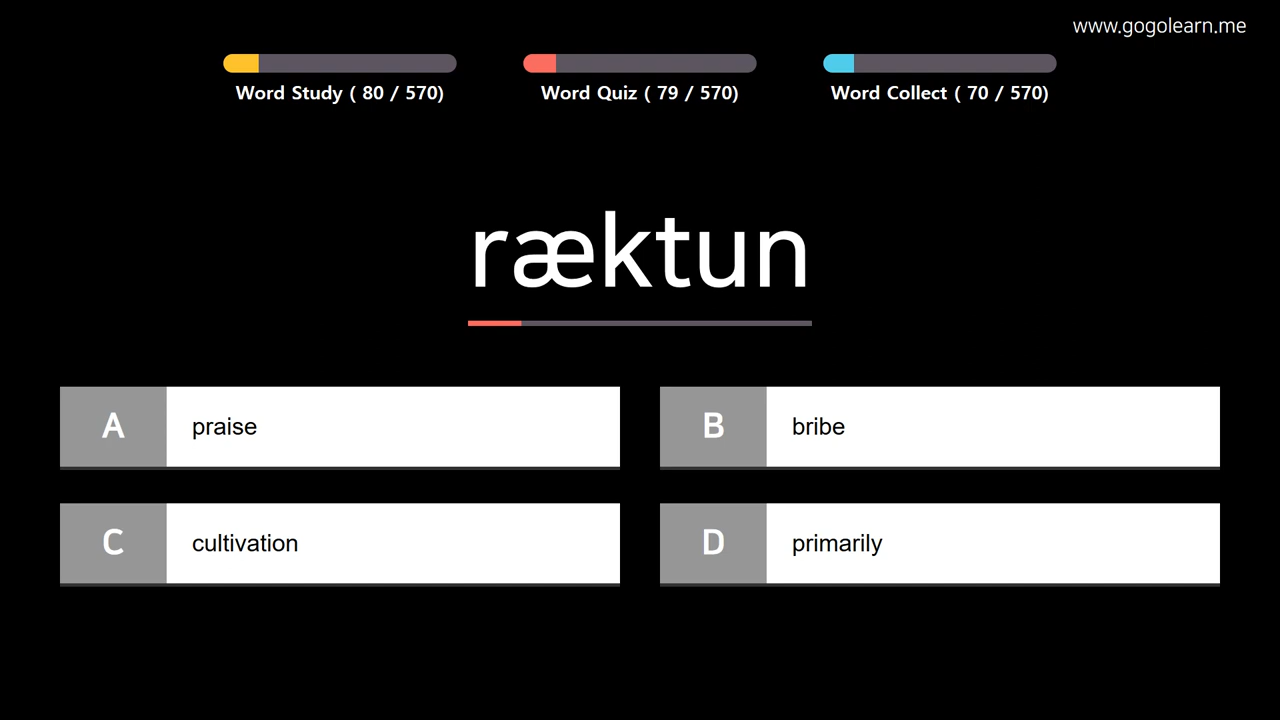 www.gogolearn.me
Word Study ( 80 / 570)
Word Quiz ( 79 / 570)
Word Collect ( 70 / 570)
ræktun
A praise
B bribe
C cultivation
D primarily